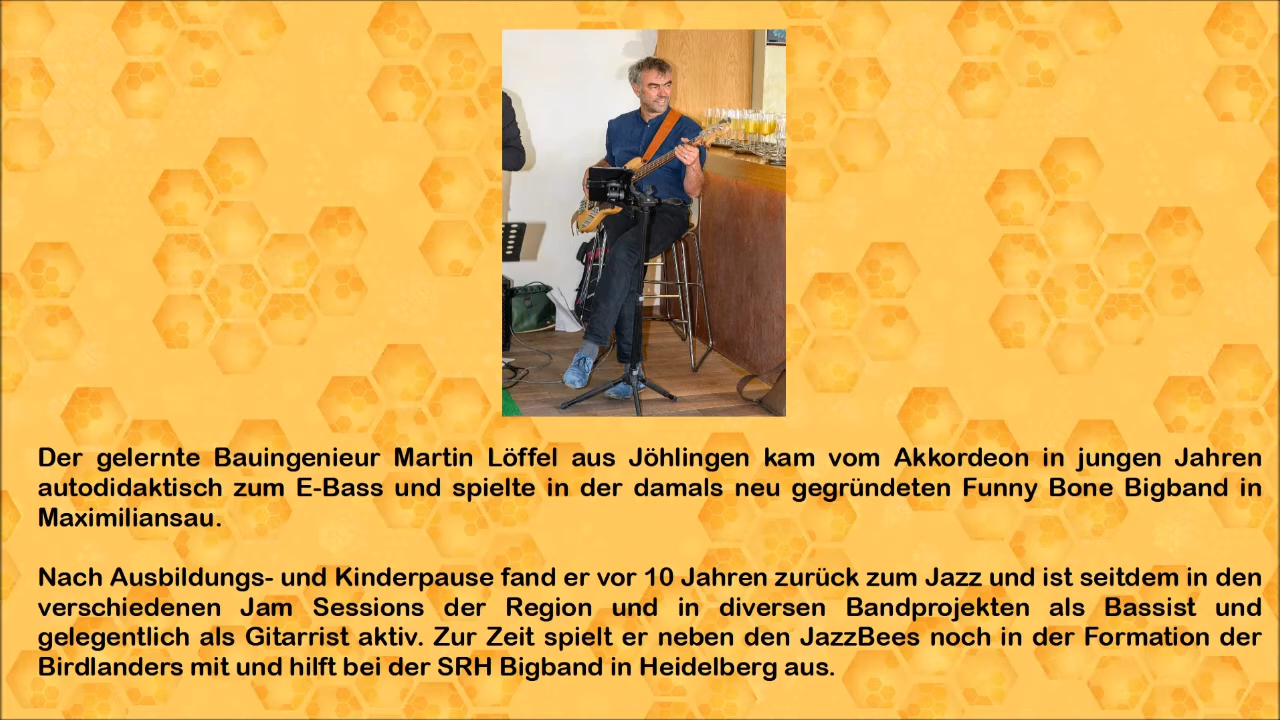 Der gelernte Bauingenieur Martin Löffel aus Jöhlingen kam vom Akkordeon in jungen Jahren
autodidaktisch zum E-Bass und spielte in der damals neu gegründeten Funny Bone Bigband in
Maximiliansau.
Nach Ausbildungs- und Kinderpause fand er vor 10 Jahren zurück zum Jazz und ist seitdem in den
verschiedenen Jam Sessions der Region und in diversen Bandprojekten als Bassist und
gelegentlich als Gitarrist aktiv. Zur Zeit spielt er neben den JazzBees noch in der Formation der
Birdlanders mit und hilft bei der SRH Bigband in Heidelberg aus.